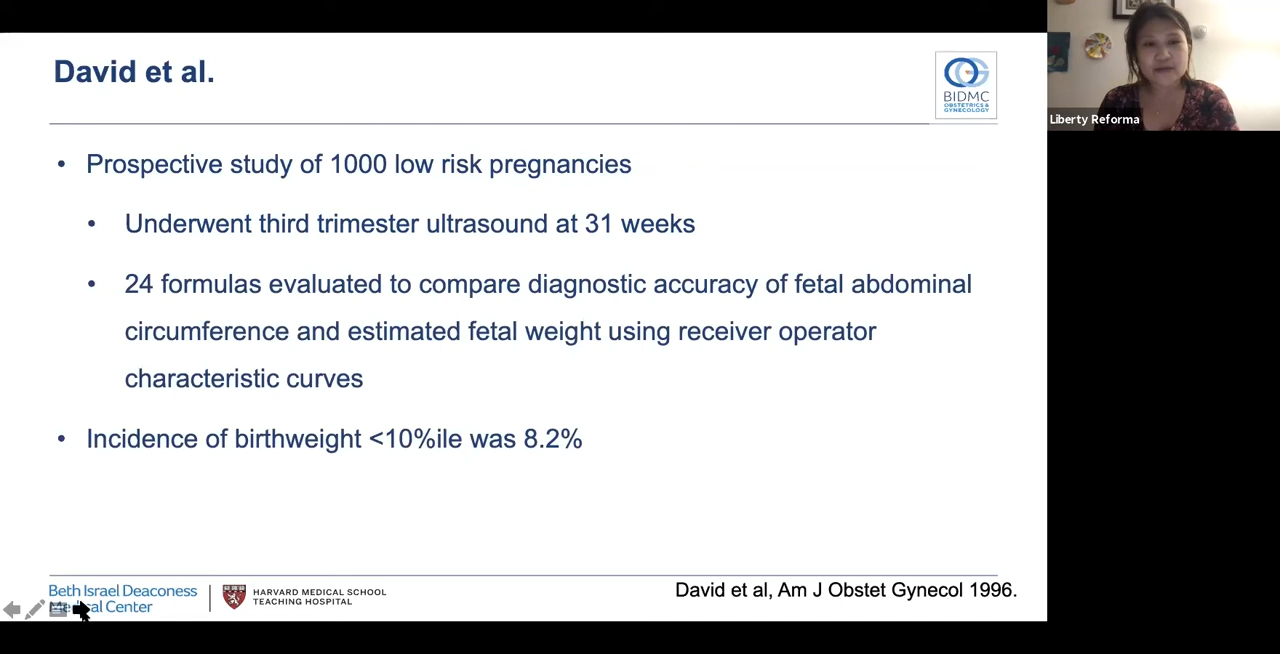 David et al.
BIDMC
OBSTETRICS &
GYNECOLOGY
Liberty Reforma
• Prospective study of 1000 low risk pregnancies
• Underwent third trimester ultrasound at 31 weeks
• 24 formulas evaluated to compare diagnostic accuracy of fetal abdominal
circumference and estimated fetal weight using receiver operator
characteristic curves
• Incidence of birthweight <10%ile was 8.2%
Beth Israel Deaconess
Medical Center
HARVARD MEDICAL SCHOOL
TEACHING HOSPITAL
David et al, Am J Obstet Gynecol 1996.